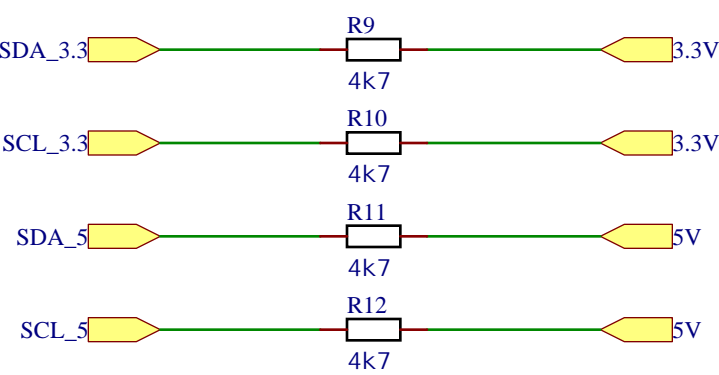 R9
SDA_3.3 3.3V
4k7
R10
SCL_3.3 3.3V
4k7
R11
SDA_5 5V
4k7
R12
SCL_5 5V
4k7